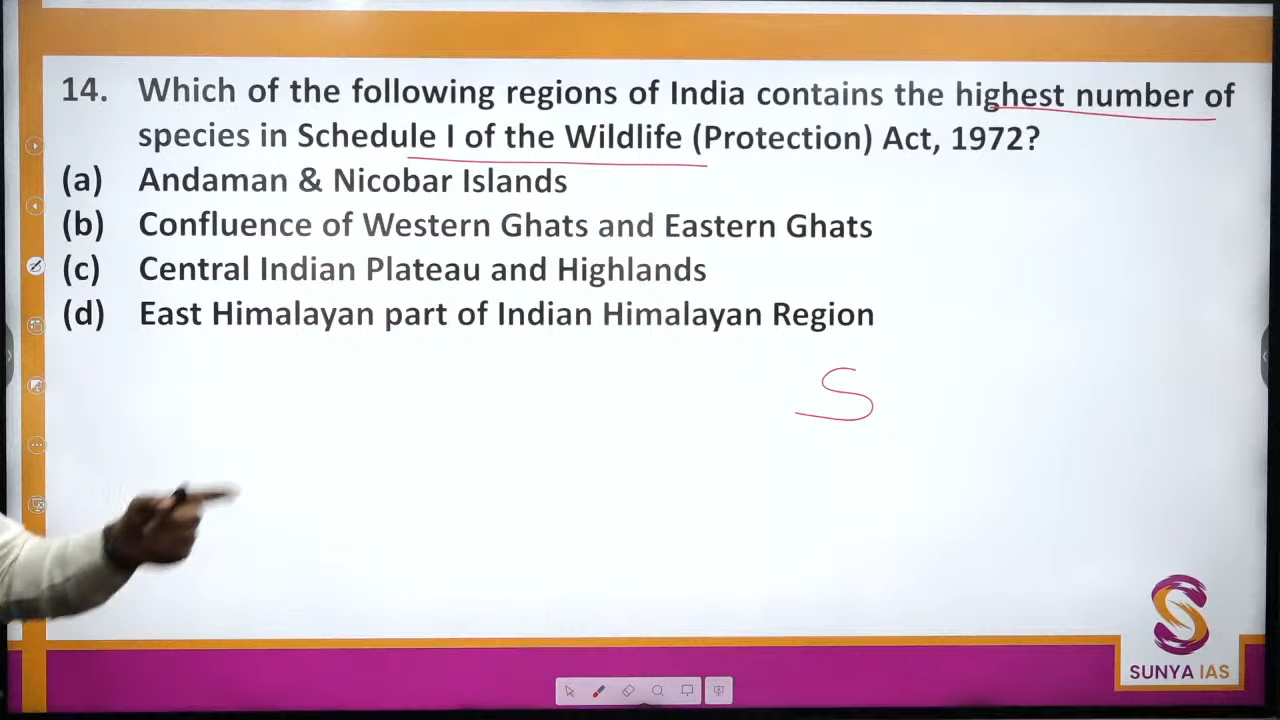 14. Which of the following regions of India contains the highest number of
species in Schedule I of the Wildlife (Protection) Act, 1972?
(a) Andaman & Nicobar Islands
(b) Confluence of Western Ghats and Eastern Ghats
(c) Central Indian Plateau and Highlands
(d) East Himalayan part of Indian Himalayan Region
S
SUNYA IAS